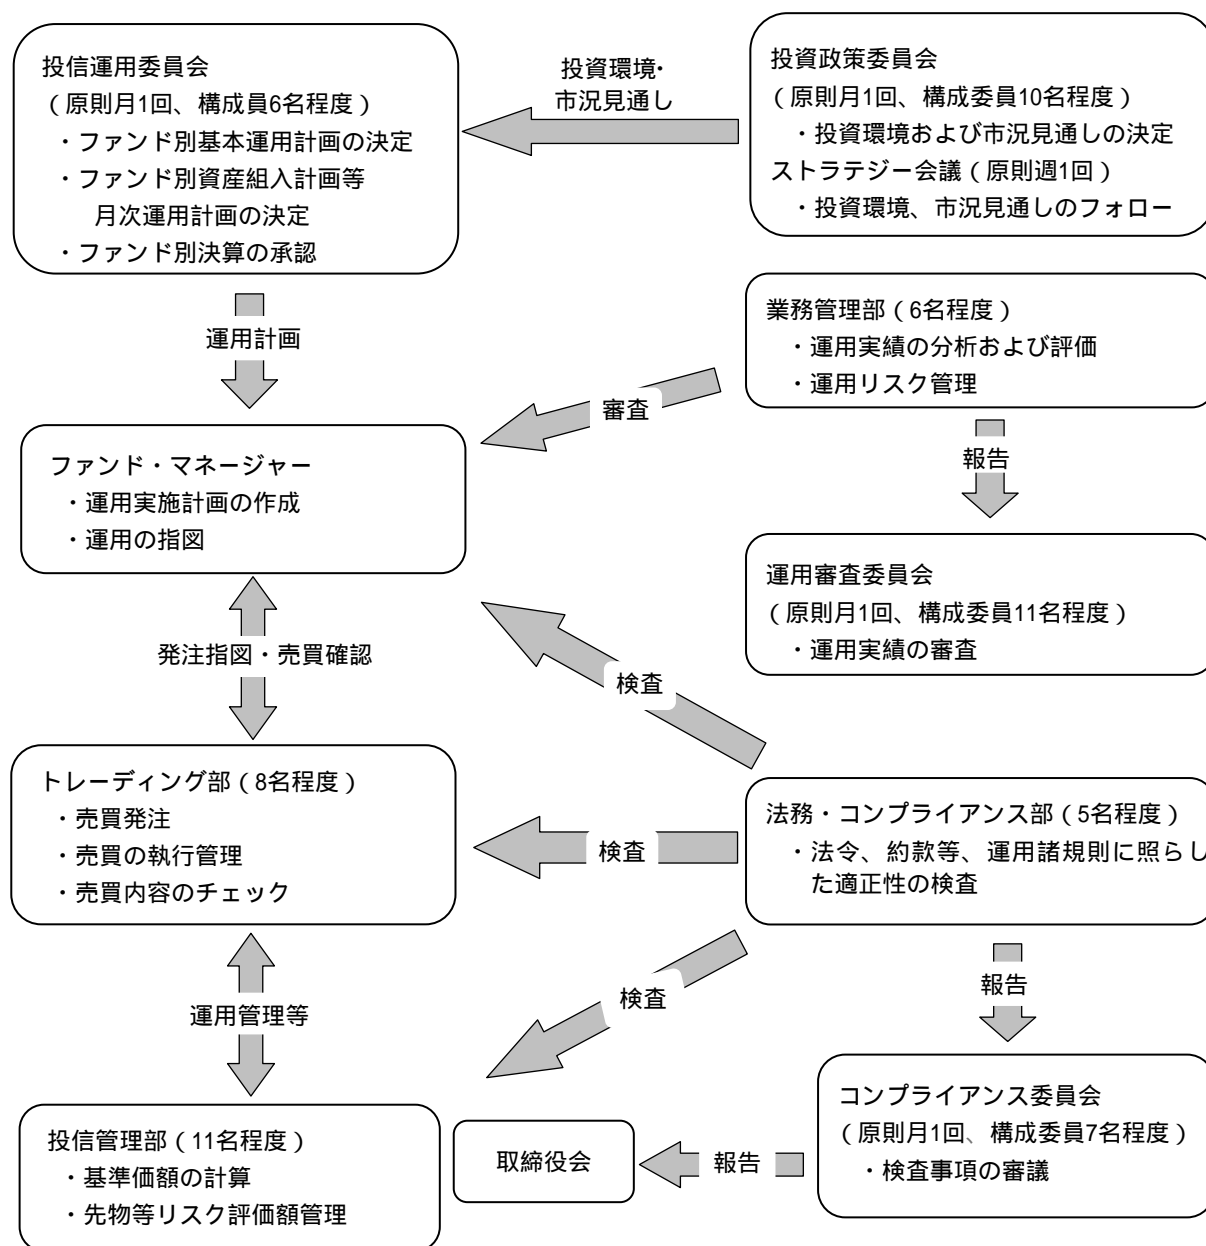 投信運用委員会
（原則月1回、構成員6名程度）
・ファンド別基本運用計画の決定
・ファンド別資産組入計画等
月次運用計画の決定
・ファンド別決算の承認
投資環境・
市況見通し
投資政策委員会
（原則月1回、構成委員10名程度）
・投資環境および市況見通しの決定
ストラテジー会議（原則週1回）
・投資環境、市況見通しのフォロー
運用計画
業務管理部（6名程度）
・運用実績の分析および評価
・運用リスク管理
審査
報告
ファンド・マネージャー
・運用実施計画の作成
・運用の指図
運用審査委員会
（原則月1回、構成委員11名程度）
・運用実績の審査
発注指図・売買確認
検査
トレーディング部（8名程度）
・売買発注
・売買の執行管理
・売買内容のチェック
検査
法務・コンプライアンス部（5名程度）
・法令、約款等、運用諸規則に照らし
た適正性の検査
運用管理等
検査
報告
投信管理部（11名程度）
・基準価額の計算
・先物等リスク評価額管理
取締役会
報告
コンプライアンス委員会
（原則月1回、構成委員7名程度）
・検査事項の審議